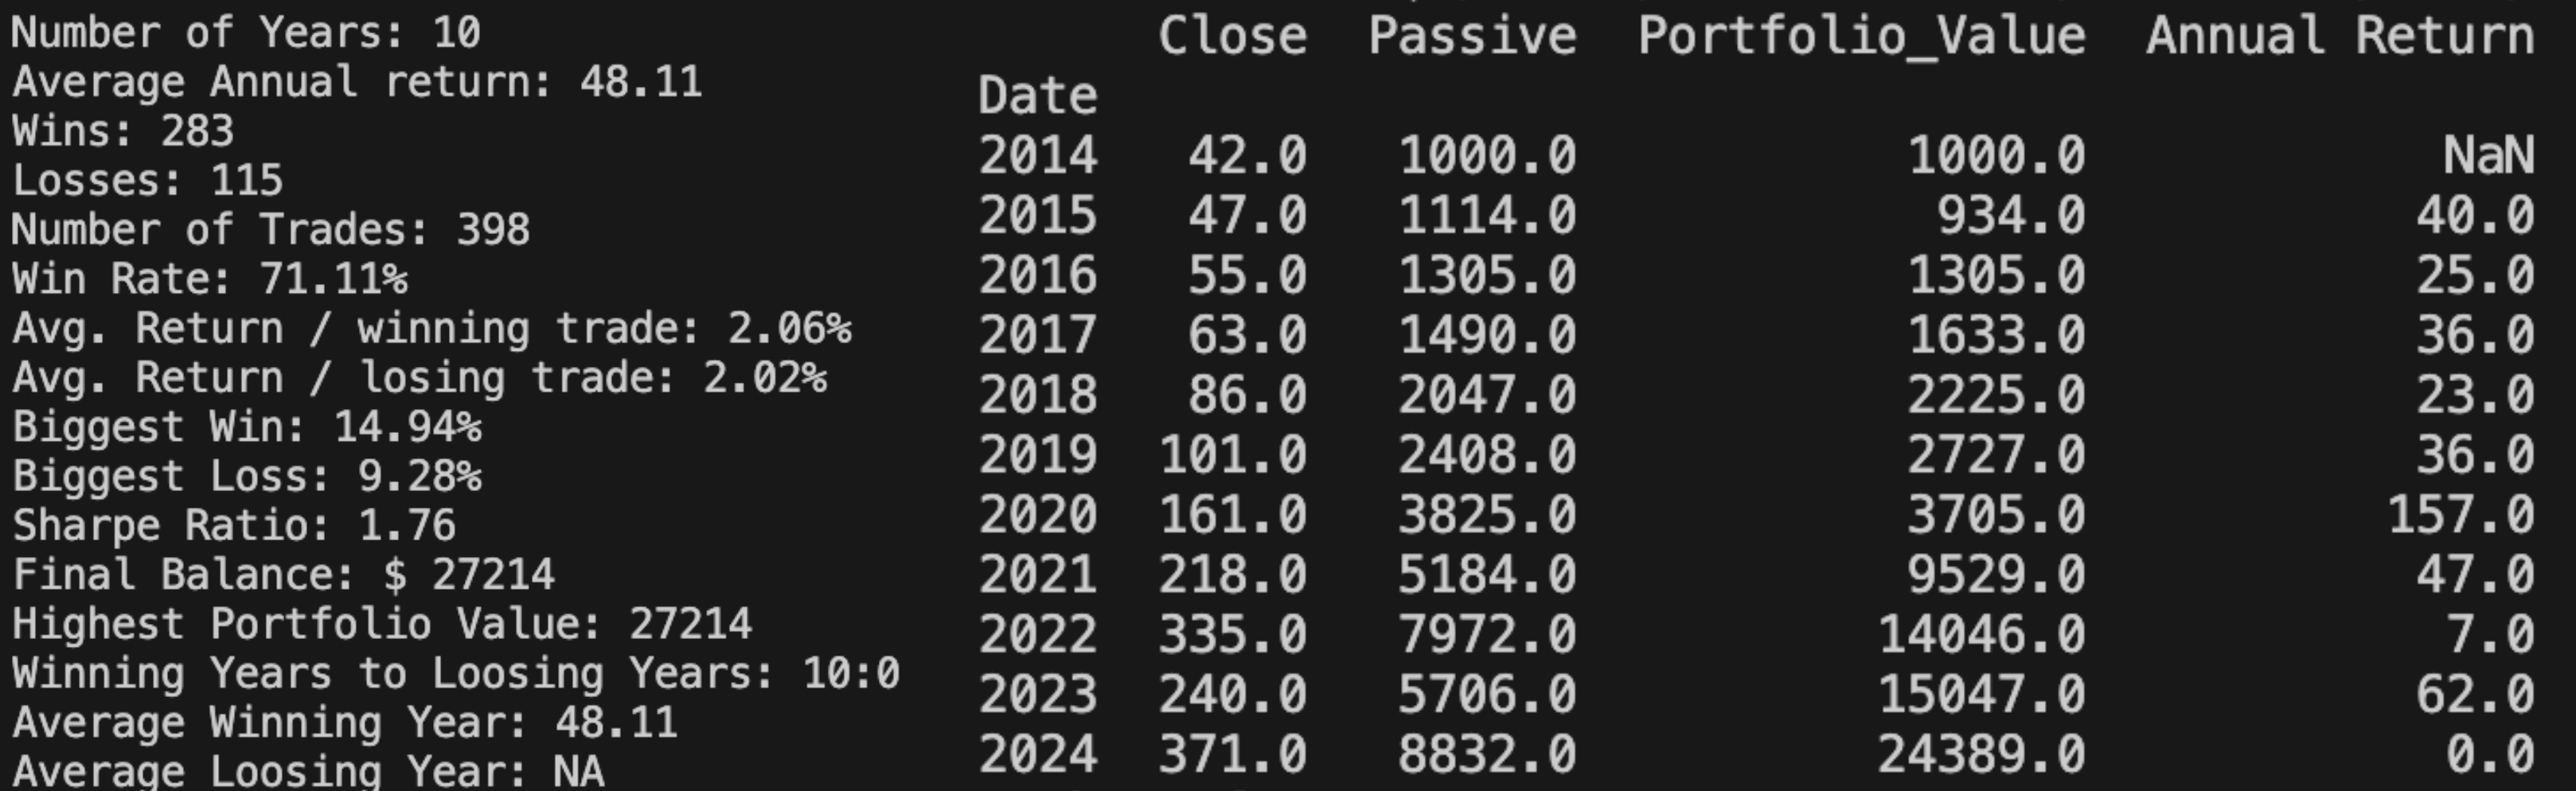 Number of Years: 10
Average Annual return: 48.11
Wins: 283
Losses: 115
Number of Trades: 398
Win Rate: 71.11%
Avg. Return / winning trade: 2.06%
Avg. Return / losing trade: 2.02%
Biggest Win: 14.94%
Biggest Loss: 9.28%
Sharpe Ratio: 1.76
Final Balance: $ 27214
Highest Portfolio Value: 27214
Winning Years to Loosing Years: 10:0
Average Winning Year: 48.11
Average Loosing Year: NA
Close Passive Portfolio_Value Annual Return
Date
2014 42.0 1000.0 1000.0 NaN
2015 47.0 1114.0 934.0 40.0
2016 55.0 1305.0 1305.0 25.0
2017 63.0 1490.0 1633.0 36.0
2018 86.0 2047.0 2225.0 23.0
2019 101.0 2408.0 2727.0 36.0
2020 161.0 3825.0 3705.0 157.0
2021 218.0 5184.0 9529.0 47.0
2022 335.0 7972.0 14046.0 7.0
2023 240.0 5706.0 15047.0 62.0
2024 371.0 8832.0 24389.0 0.0